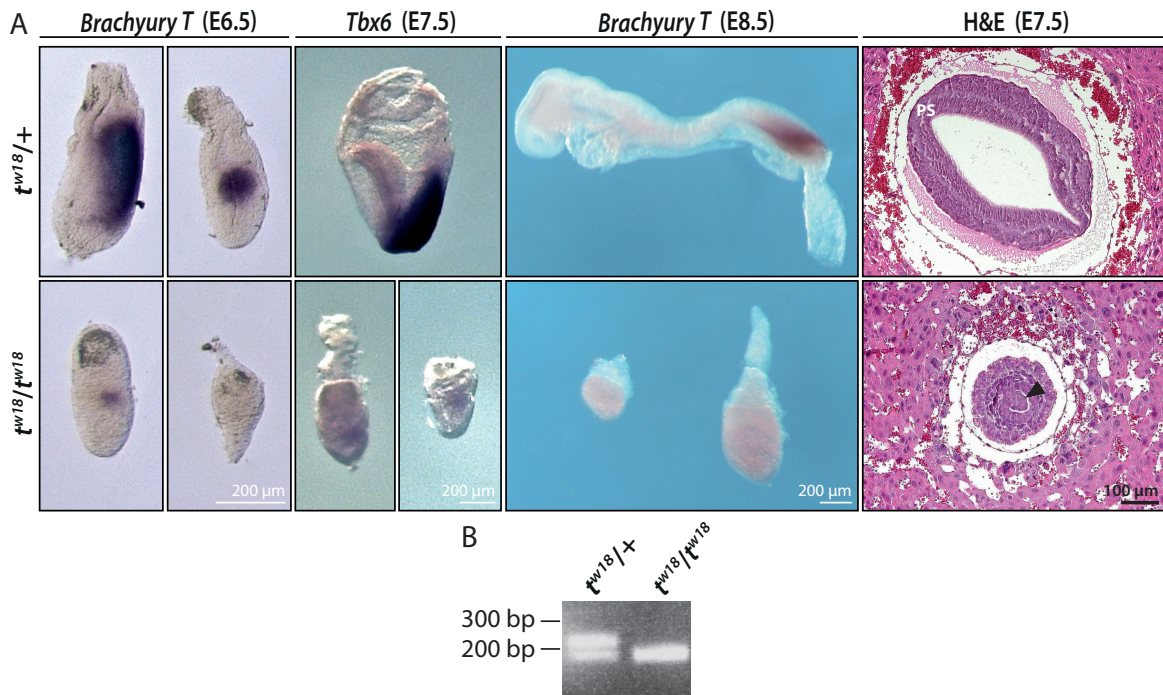 A
Brachyury T (E6.5)
Tbx6 (E7.5)
Brachyury T (E8.5)
H&E (E7.5)
tw18/+
PS
tw18/tw18
200 µm
200 µm
200 µm
100 µm
B
tw18/+
tw18/tw18
300 bp
200 bp